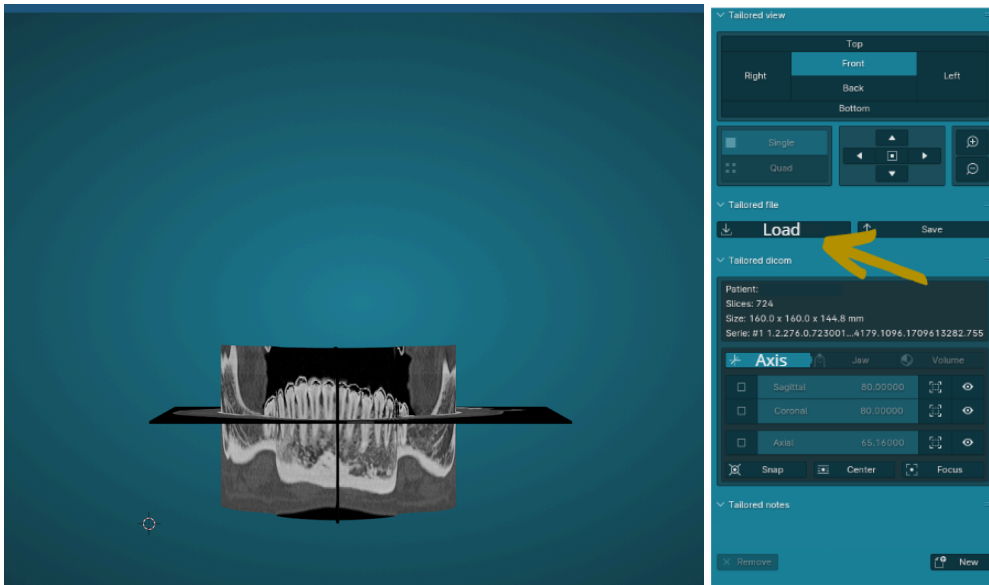 Tailored view
Top
Front
Right
Left
Back
Bottom
Single
Quad
Tailored file
Load
Save
Tailored dicom
Patient:
Slices: 724
Size: 160.0 x 160.0 x 144.8 mm
Serie: #1 1.2.276.0.723001...4179.1096.1709613282.755
Axis Jaw Volume
Sagittal 80.00000
Coronal 80.00000
Axial 65.16000
Snap Center Focus
Tailored notes
Remove New